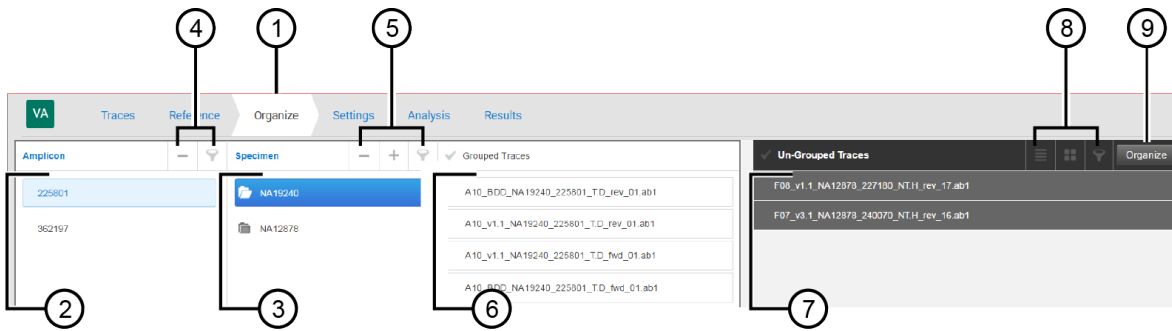 4 1 5 8 9
VA Traces Reference Organize Settings Analysis Results
Amplicon Specimen Grouped Traces Un-Grouped Traces Organize
225801 NA19240 A10_BDD_NA19240_225801_T.D_rev_01.ab1 F08_v1.1_NA12878_227180_NT.H_rev_17.ab1
362197 NA12878 A10_v1.1_NA19240_225801_T.D_rev_01.ab1 F07_v3.1_NA12878_240070_NT.H_rev_16.ab1
A10_v1.1_NA19240_225801_T.D_fwd_01.ab1
A10_BDD_NA19240_225801_T.D_fwd_01.ab1
2 3 6 7